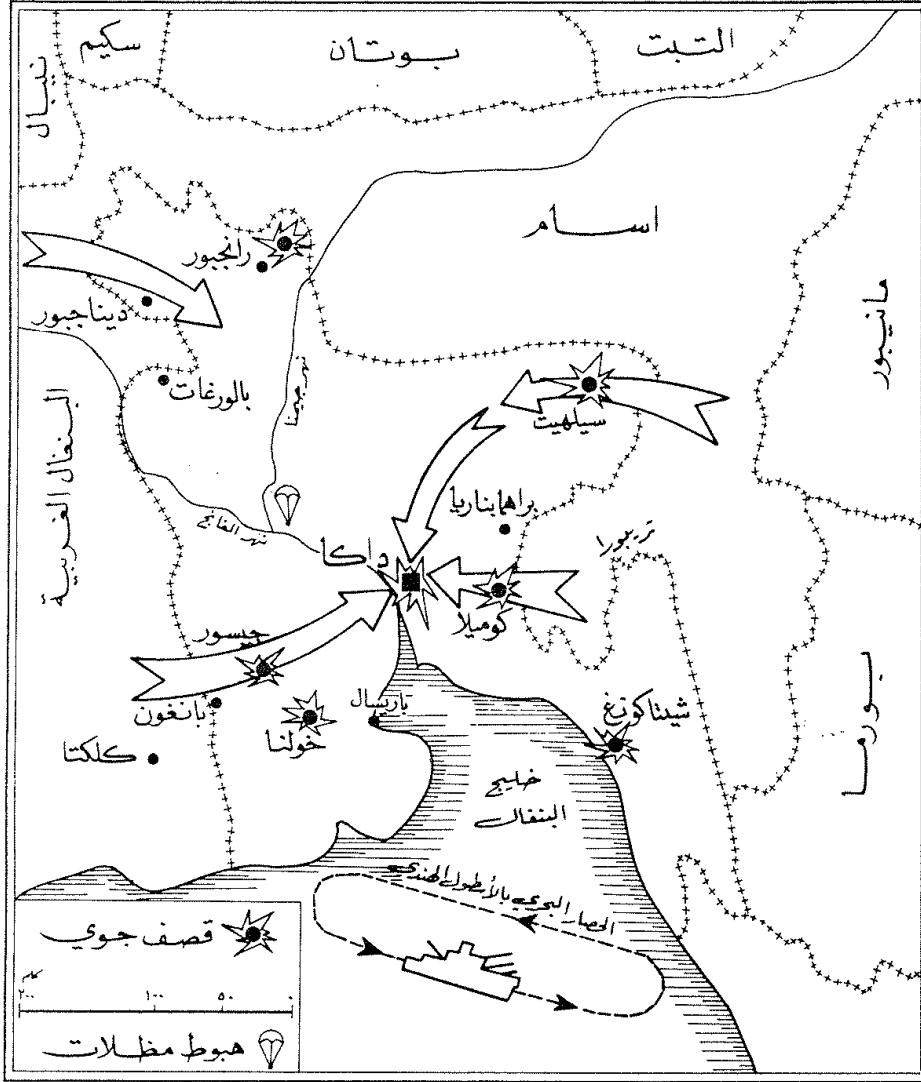 نيبال
سكيم
بوتان
التبت
اسام
مانيبور
رانجبور
ديناجبور
بالورغات
نهر جمنا
البنغال الغربية
سيلهيت
براهمابناريا
تريبورا
نهر الغانج
داكا
كوميلا
جيسور
بانغون
خولنا
باريسال
كلكتا
شيتاكونغ
بورما
خليج
البنغال
الحصار البحري بالأسطول الهندي
قصف جوي
كلم
٢٠٠ ١٠٠ ٥٠ ٠
هبوط مظلات